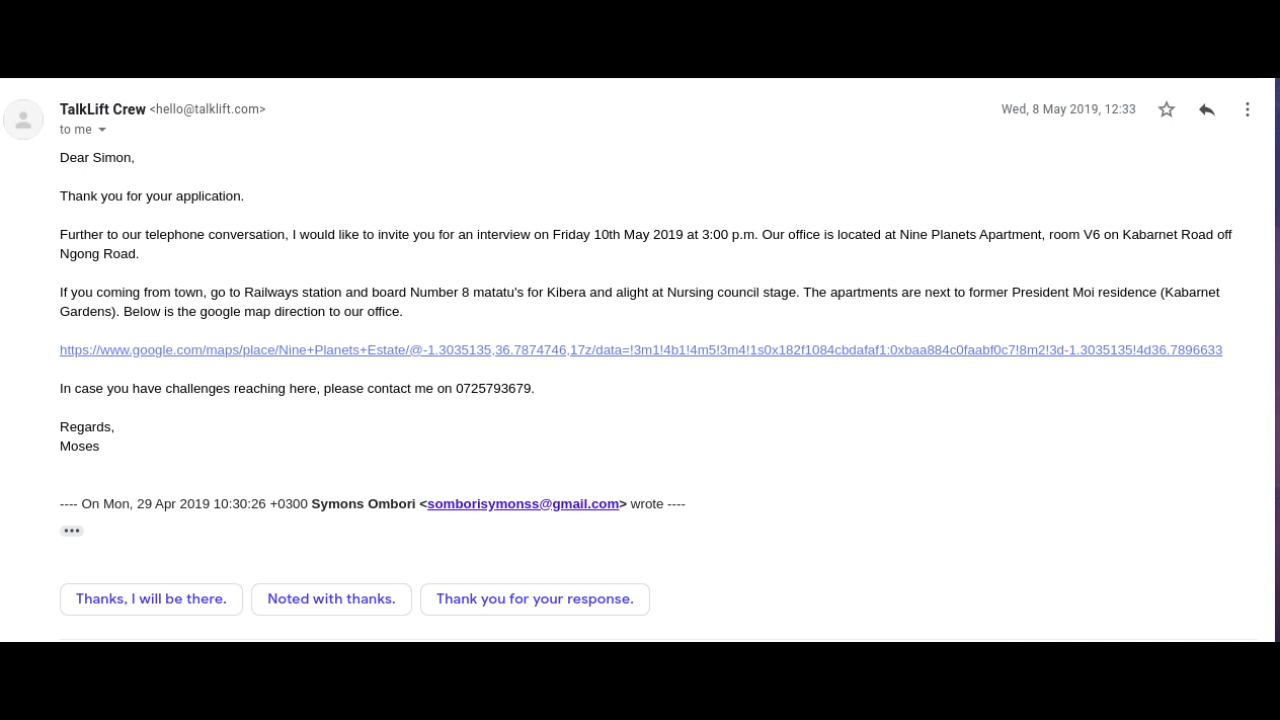 TalkLift Crew <hello@talklift.com>
Wed, 8 May 2019, 12:33
to me
Dear Simon,
Thank you for your application.
Further to our telephone conversation, I would like to invite you for an interview on Friday 10th May 2019 at 3:00 p.m. Our office is located at Nine Planets Apartment, room V6 on Kabarnet Road off
Ngong Road.
If you coming from town, go to Railways station and board Number 8 matatu's for Kibera and alight at Nursing council stage. The apartments are next to former President Moi residence (Kabarnet
Gardens). Below is the google map direction to our office.
https://www.google.com/maps/place/Nine+Planets+Estate/@-1.3035135,36.7874746,17z/data=!3m1!4b1!4m5!3m4!1s0x182f1084cbdafaf1:0xbaa884c0faabf0c7!8m2!3d-1.3035135!4d36.7896633
In case you have challenges reaching here, please contact me on 0725793679.
Regards,
Moses
---- On Mon, 29 Apr 2019 10:30:26 +0300 Symons Ombori <somborisymonss@gmail.com> wrote ----
Thanks, I will be there.
Noted with thanks.
Thank you for your response.